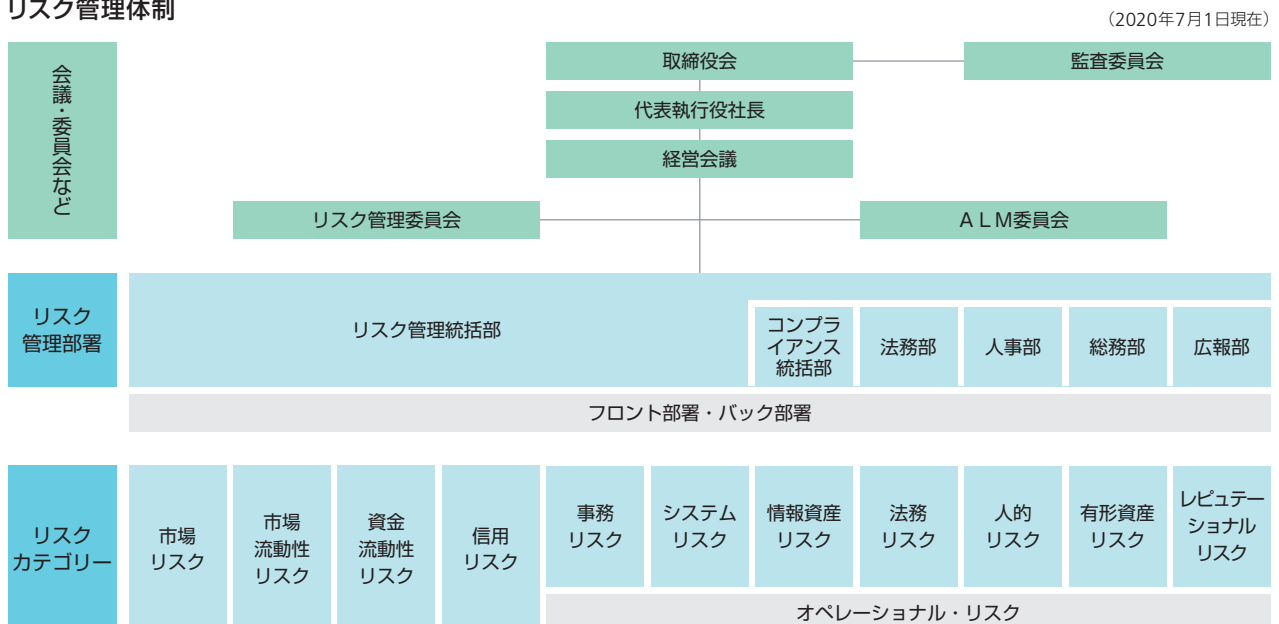 リスク管理体制
（2020年7月1日現在）
会議・委員会など
取締役会
監査委員会
代表執行役社長
経営会議
リスク管理委員会
ＡＬＭ委員会
リスク
管理部署
リスク管理統括部
コンプラ
イアンス
統括部
法務部
人事部
総務部
広報部
フロント部署・バック部署
リスク
カテゴリー
市場
リスク
市場
流動性
リスク
資金
流動性
リスク
信用
リスク
事務
リスク
システム
リスク
情報資産
リスク
法務
リスク
人的
リスク
有形資産
リスク
レピュテー
ショナル
リスク
オペレーショナル・リスク